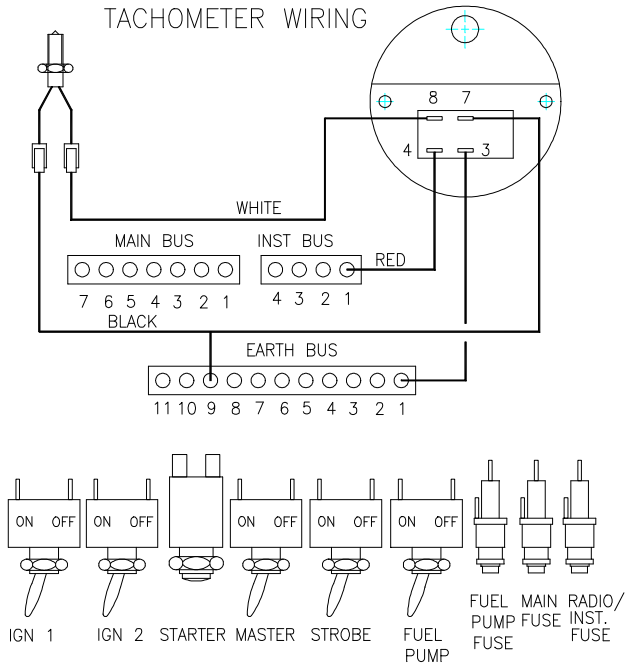 TACHOMETER WIRING
8 7
4 3
WHITE
MAIN BUS
INST BUS
RED
7 6 5 4 3 2 1
4 3 2 1
BLACK
EARTH BUS
11 10 9 8 7 6 5 4 3 2 1
ON OFF
ON OFF
ON OFF
ON OFF
ON OFF
IGN 1
IGN 2
STARTER
MASTER
STROBE
FUEL
PUMP
FUEL
PUMP
FUSE
MAIN
FUSE
RADIO/
INST.
FUSE